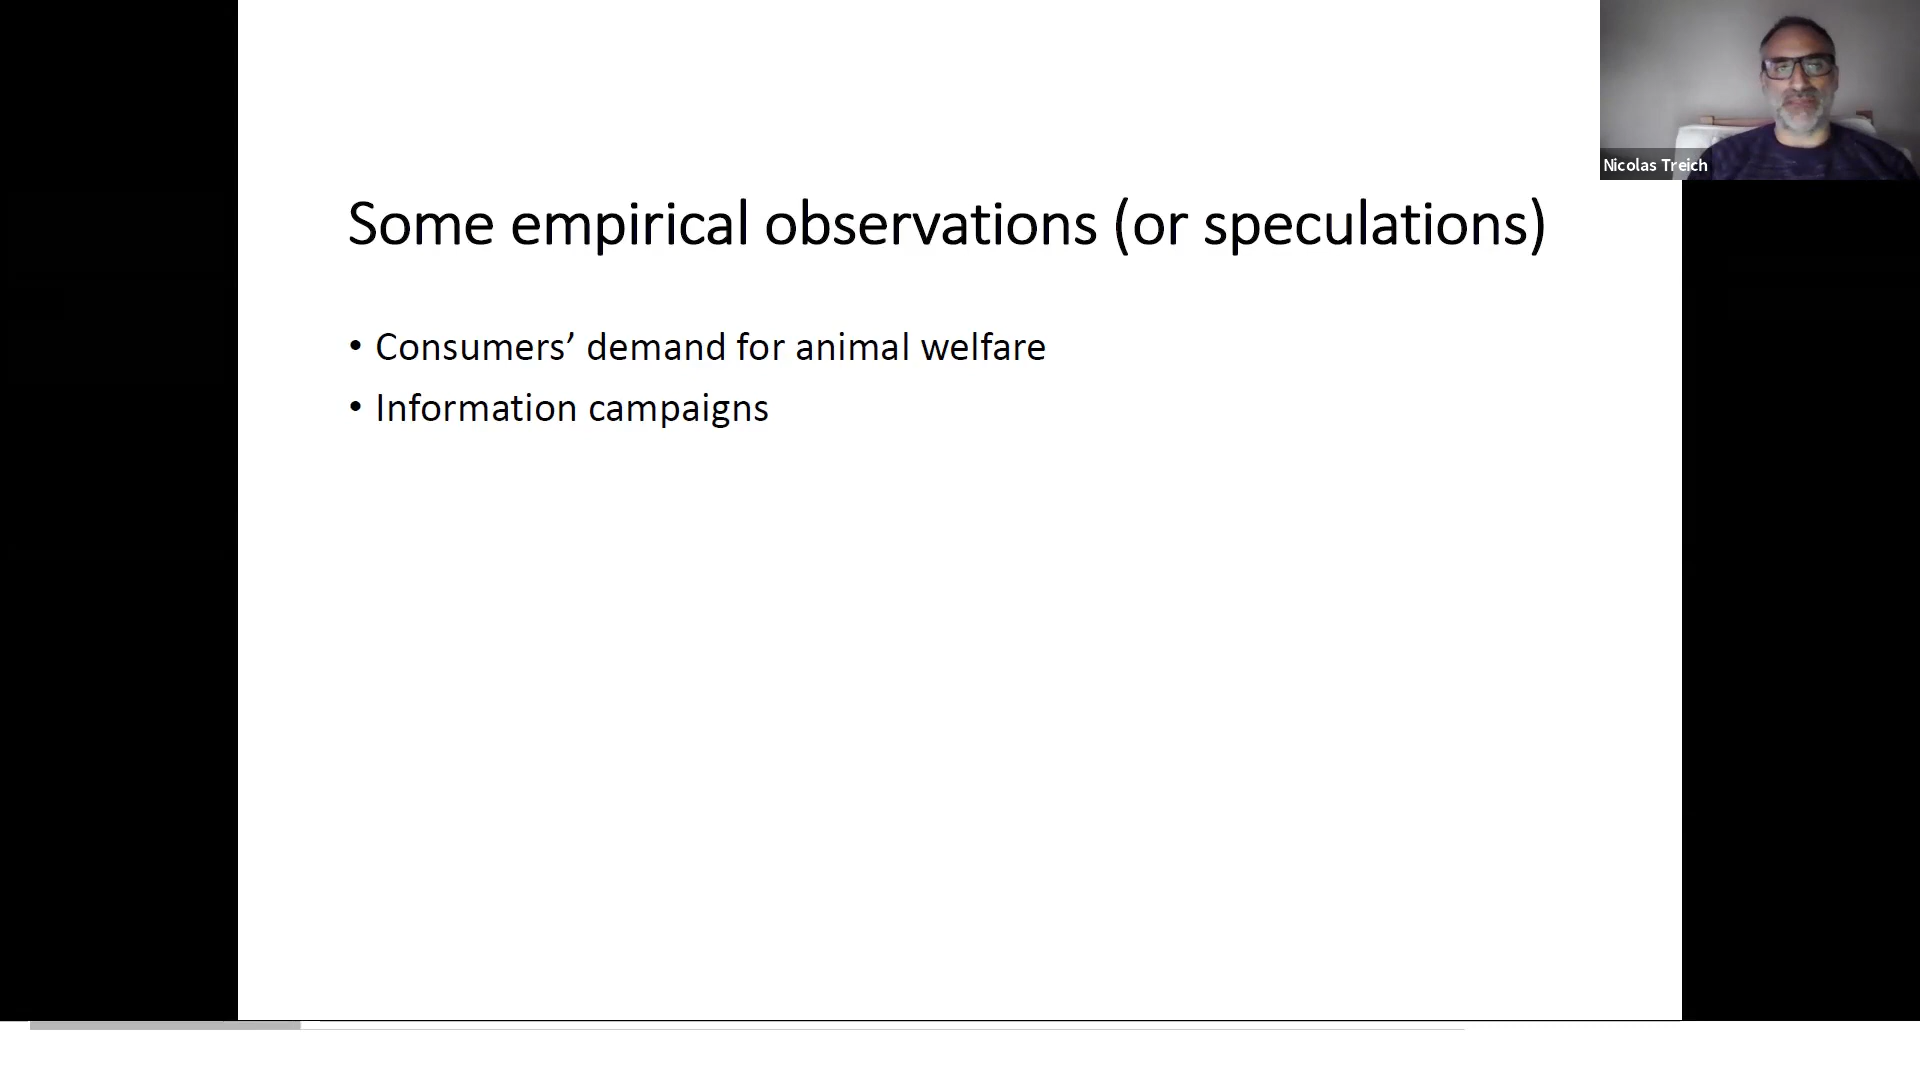 Nicolas Treich
Some empirical observations (or speculations)
• Consumers’ demand for animal welfare
• Information campaigns